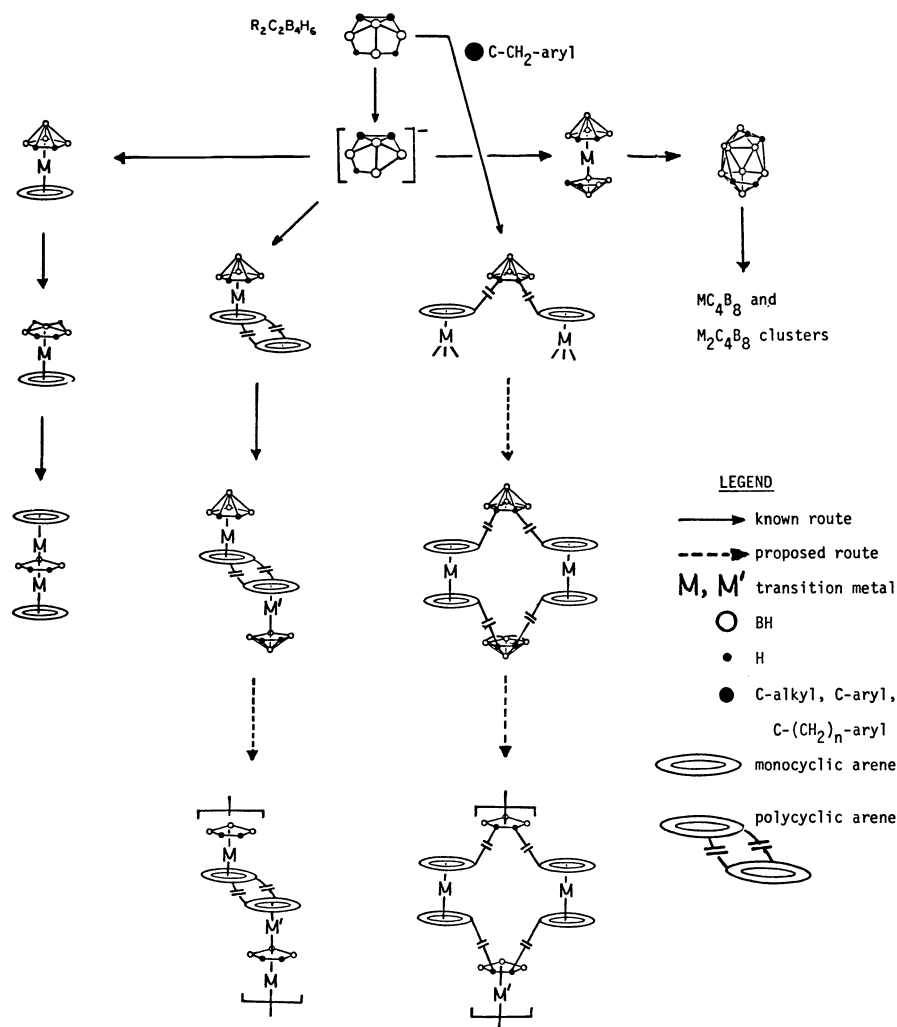 R2C2B4H6
C-CH2-aryl
[ ]−
M
M
M
M
M
M
M
MC4B8 and
M2C4B8 clusters
M
M
M
M′
M
M
LEGEND
known route
proposed route
M, M′ transition metal
BH
H
C-alkyl, C-aryl,
C-(CH2)n-aryl
monocyclic arene
polycyclic arene
M
M′
M
M
M
M′